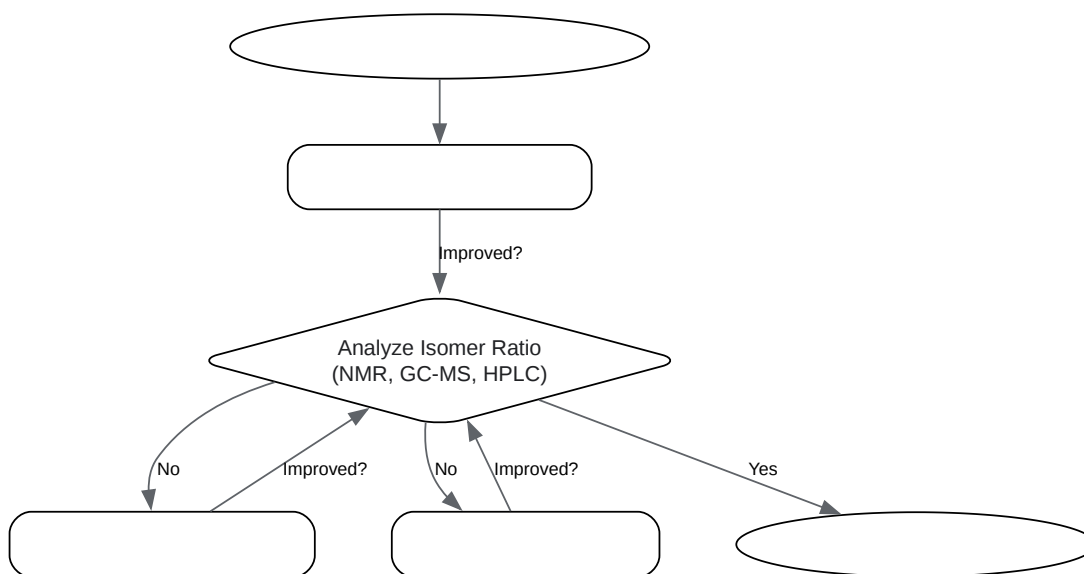 Improved?
Analyze Isomer Ratio
(NMR, GC-MS, HPLC)
No
Improved?
No
Improved?
Yes